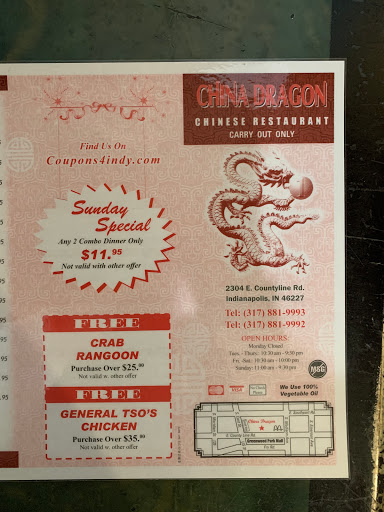 CHINA DRAGON
CHINESE RESTAURANT
CARRY OUT ONLY
Find Us On
Coupons4indy.com
Sunday
Special
Any 2 Combo Dinner Only
$11.95
Not valid with other offer
2304 E. Countyline Rd.
Indianapolis, IN 46227
Tel: (317) 881-9993
Tel: (317) 881-9992
OPEN HOURS
Monday Closed
Tues. - Thurs: 10:30 am - 9:30 pm
Fri. -Sat: 10:30 am - 10:00 pm
Sunday: 11:00 am - 9:30 pm
MSG
FREE
CRAB
RANGOON
Purchase Over $25.00
Not valid w. other offer
FREE
GENERAL TSO'S
CHICKEN
Purchase Over $35.00
Not valid w. other offer
VISA
We Use 100%
Vegetable Oil
China Dragon
Greenwood Park Mall
.95
.95
.95